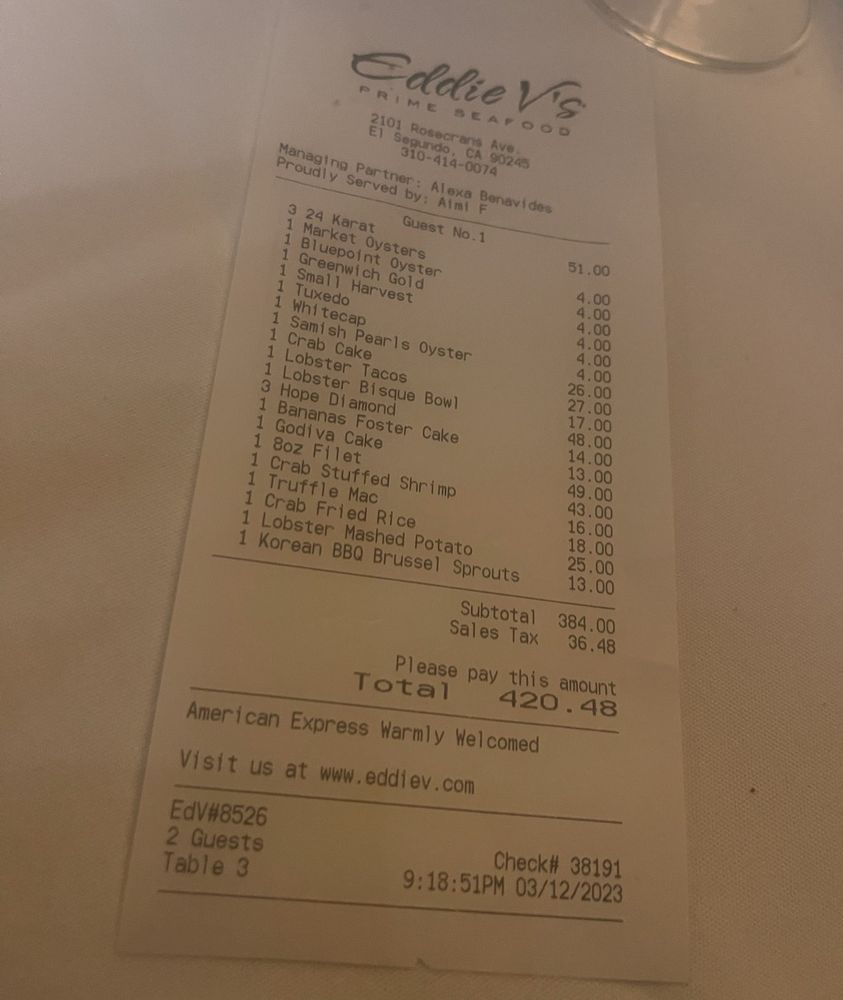 Eddie V's
PRIME SEAFOOD
2101 Rosecrans Ave.
El Segundo, CA 90245
310-414-0074
Managing Partner: Alexa Benavides
Proudly Served by: Aimi F
Guest No.1
3 24 Karat 51.00
1 Market Oysters
1 Bluepoint Oyster 4.00
1 Greenwich Gold 4.00
1 Small Harvest 4.00
1 Tuxedo 4.00
1 Whitecap 4.00
1 Samish Pearls Oyster 4.00
1 Crab Cake 26.00
1 Lobster Tacos 27.00
1 Lobster Bisque Bowl 17.00
3 Hope Diamond 48.00
1 Bananas Foster Cake 14.00
1 Godiva Cake 13.00
1 8oz Filet 49.00
1 Crab Stuffed Shrimp 43.00
1 Truffle Mac 16.00
1 Crab Fried Rice 18.00
1 Lobster Mashed Potato 25.00
1 Korean BBQ Brussel Sprouts 13.00
Subtotal 384.00
Sales Tax 36.48
Please pay this amount
Total 420.48
American Express Warmly Welcomed
Visit us at www.eddiev.com
EdV#8526
2 Guests Check# 38191
Table 3 9:18:51PM 03/12/2023